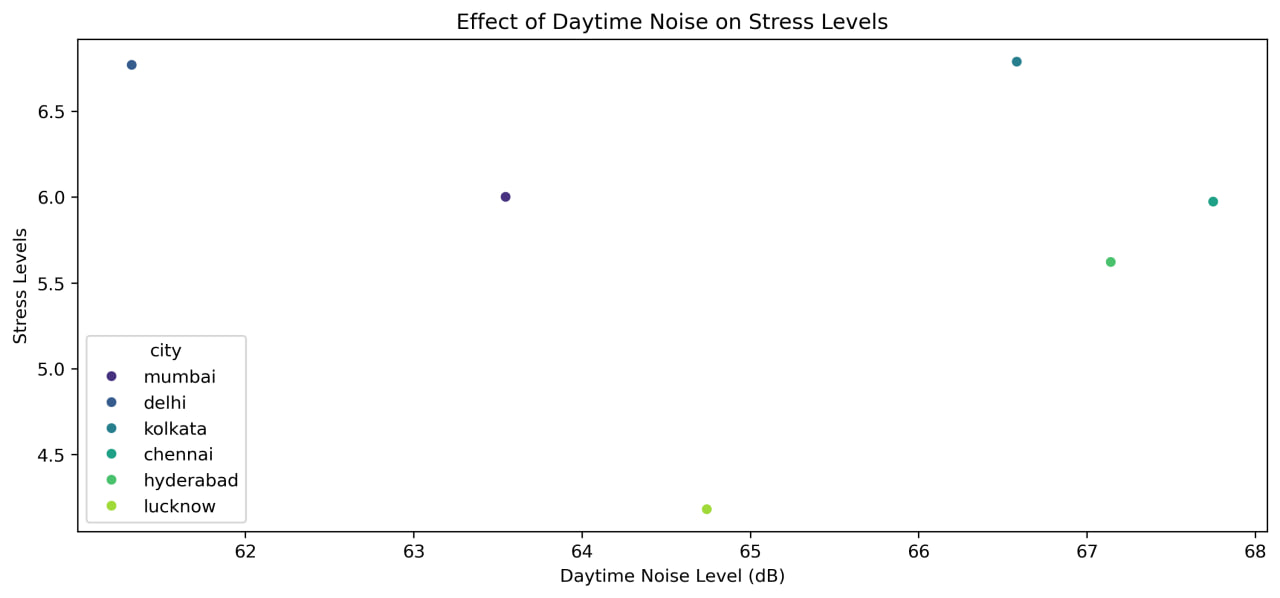 Effect of Daytime Noise on Stress Levels
Stress Levels
6.5
6.0
5.5
5.0
4.5
city
mumbai
delhi
kolkata
chennai
hyderabad
lucknow
62 63 64 65 66 67 68
Daytime Noise Level (dB)